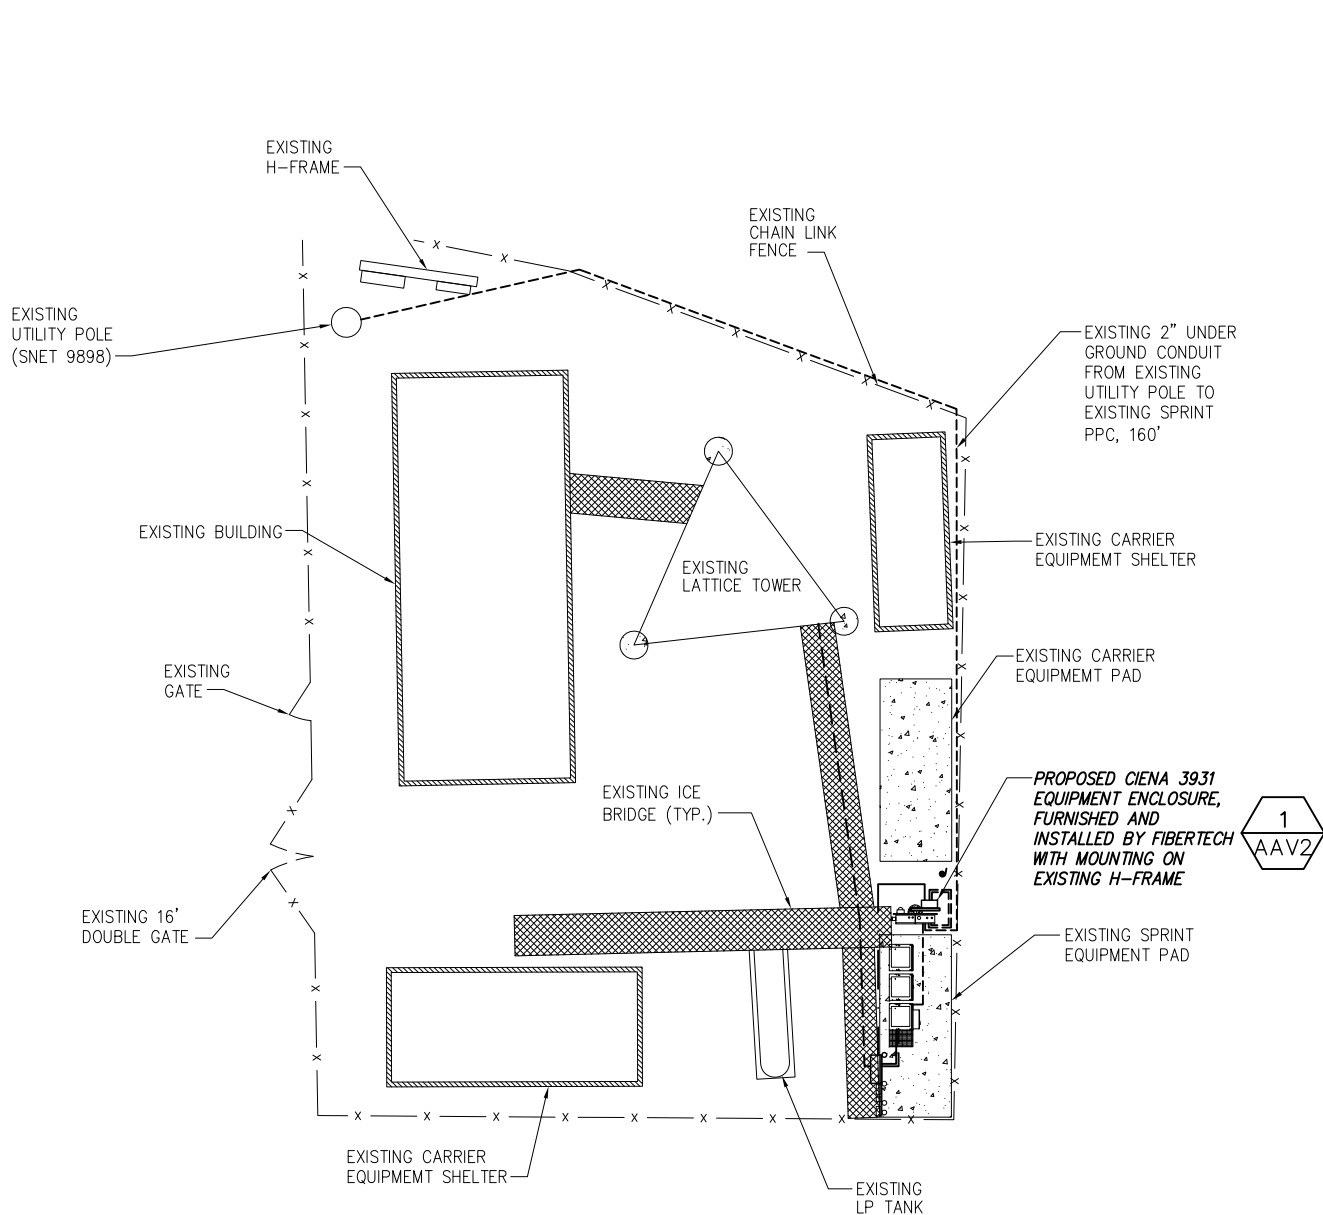 EXISTING
H-FRAME
EXISTING
CHAIN LINK
FENCE
EXISTING
UTILITY POLE
(SNET 9898)
EXISTING 2" UNDER
GROUND CONDUIT
FROM EXISTING
UTILITY POLE TO
EXISTING SPRINT
PPC, 160'
EXISTING BUILDING
EXISTING
LATTICE TOWER
EXISTING CARRIER
EQUIPMEMT SHELTER
EXISTING
GATE
EXISTING CARRIER
EQUIPMEMT PAD
EXISTING ICE
BRIDGE (TYP.)
PROPOSED CIENA 3931
EQUIPMENT ENCLOSURE,
FURNISHED AND
INSTALLED BY FIBERTECH
WITH MOUNTING ON
EXISTING H-FRAME
1
AAV2
EXISTING 16'
DOUBLE GATE
EXISTING SPRINT
EQUIPMENT PAD
EXISTING CARRIER
EQUIPMEMT SHELTER
EXISTING
LP TANK